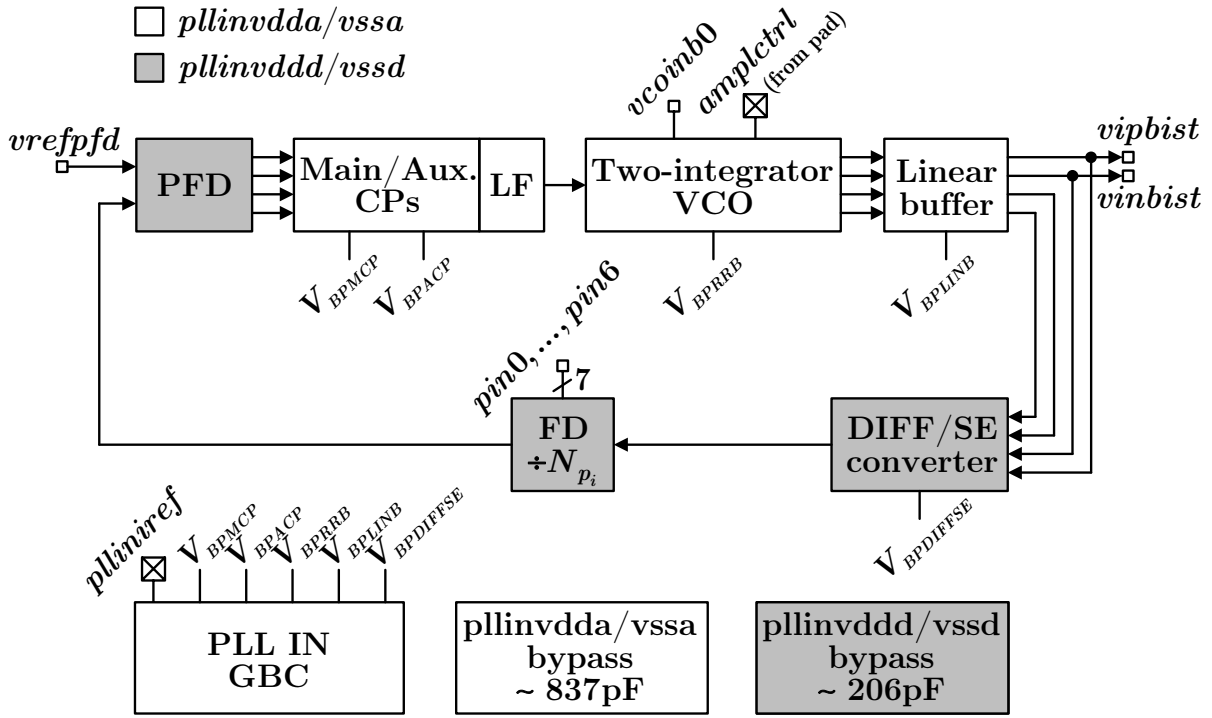 pllinvdda/vssa
pllinvddd/vssd
vrefpfd
PFD
Main/Aux.
CPs
LF
vcoinb0
amplctrl
(from pad)
Two-integrator
VCO
Linear
buffer
vipbist
vinbist
V BPMCP
V BPACP
V BPRRB
V BPLINB
pin0,...,pin6
7
FD
÷N p i
DIFF/SE
converter
V BPDIFFSE
plliniref
V BPMCP
V BPACP
V BPRRB
V BPLINB
V BPDIFFSE
PLL IN
GBC
pllinvdda/vssa
bypass
~ 837pF
pllinvddd/vssd
bypass
~ 206pF